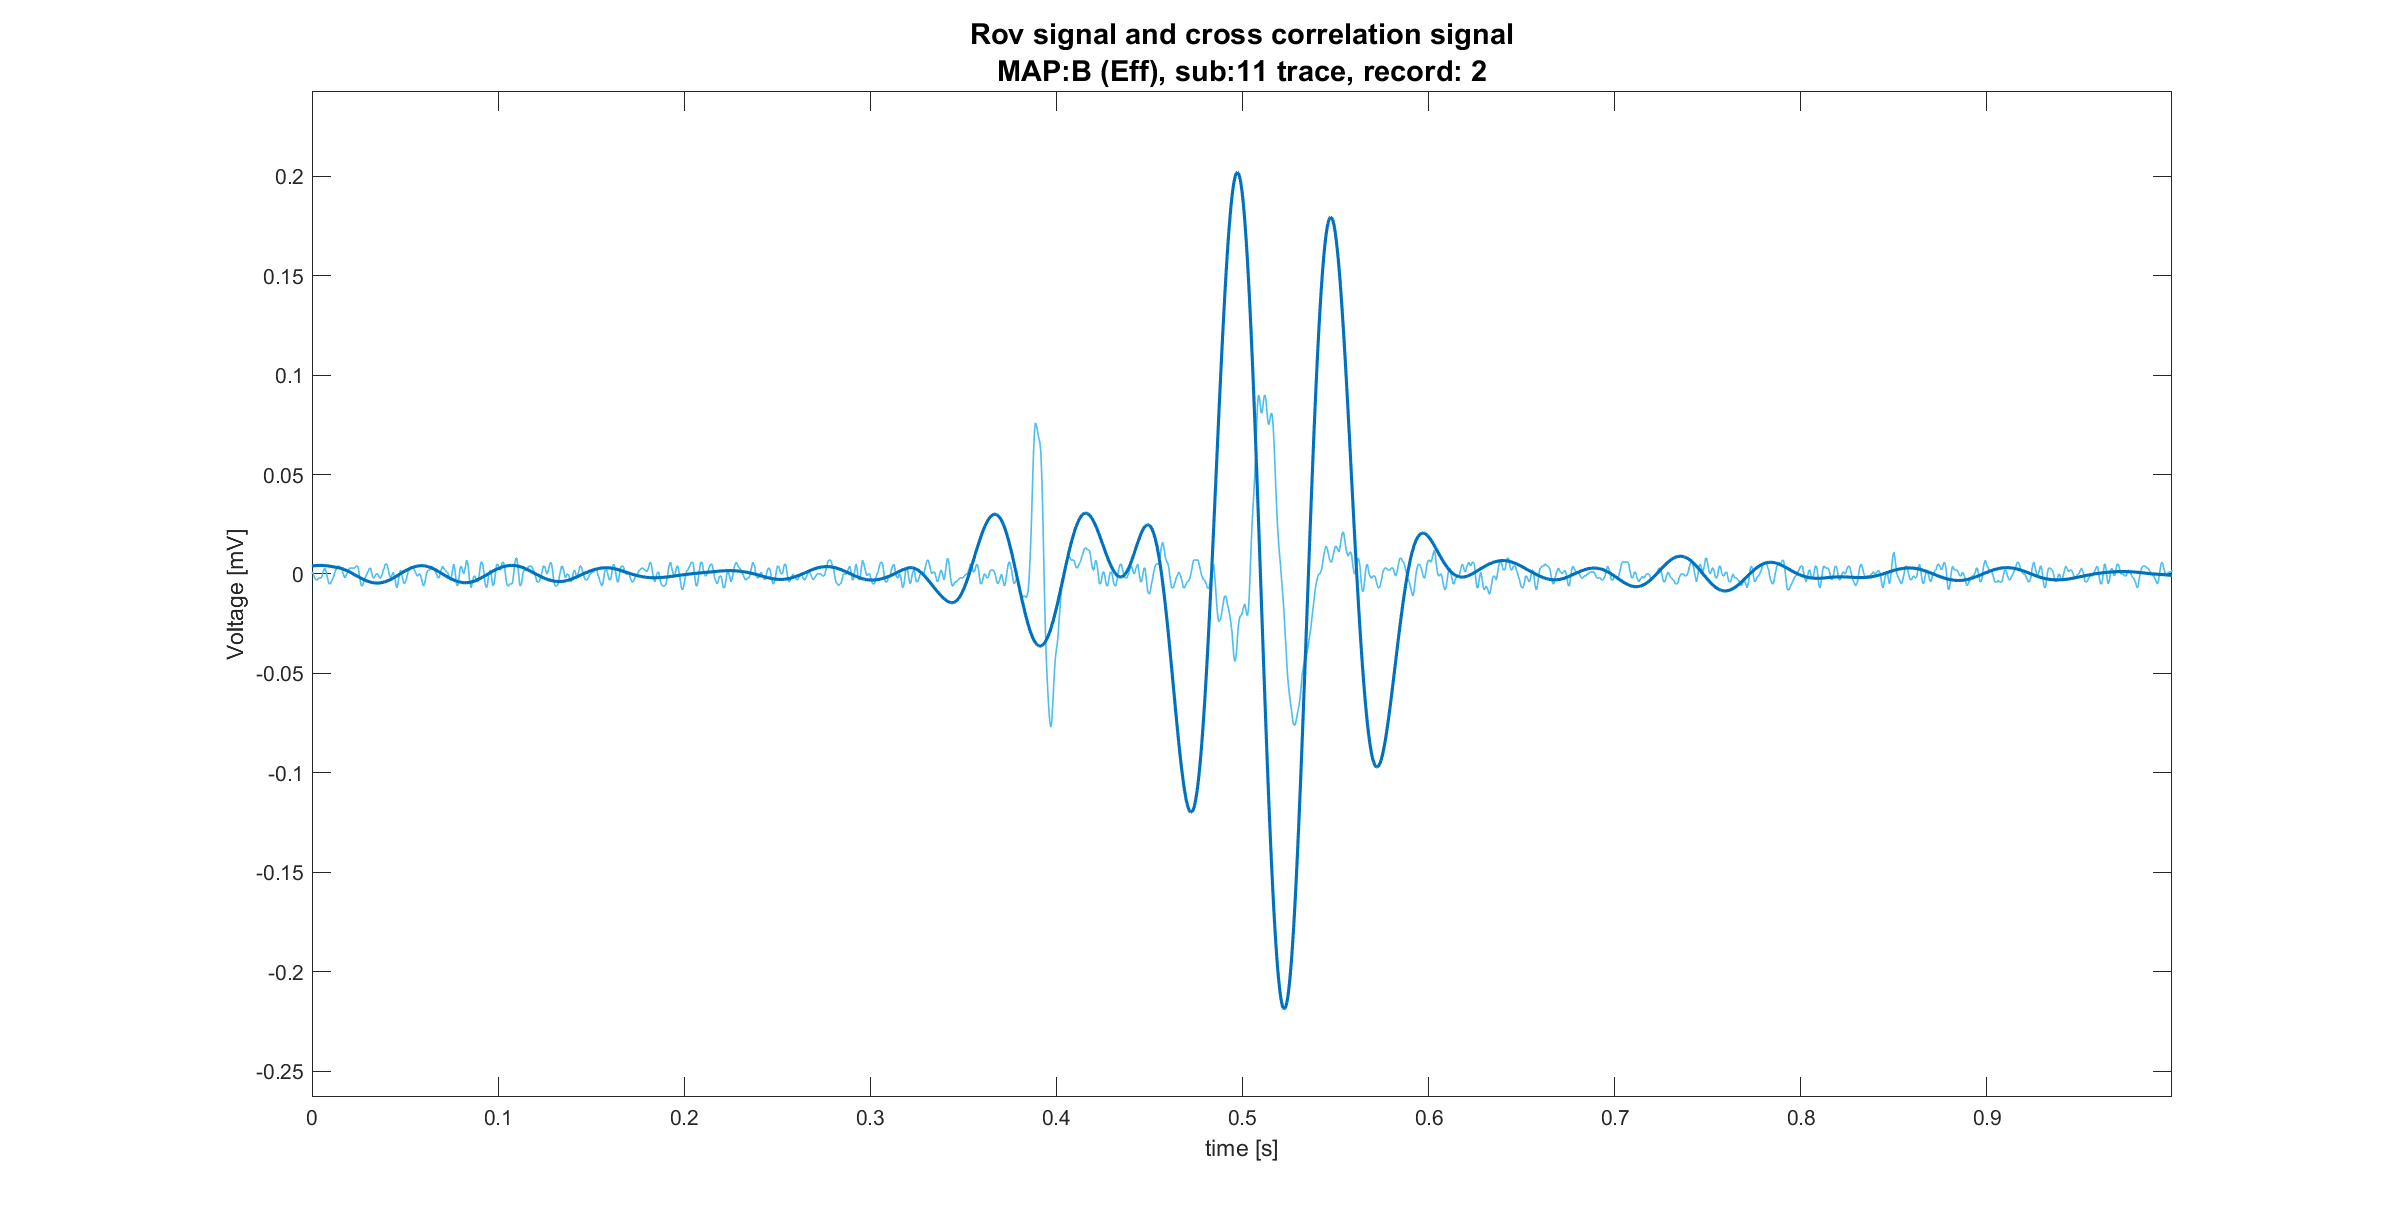 Rov signal and cross correlation signal
MAP:B (Eff), sub:11 trace, record: 2
Voltage [mV]
0.2
0.15
0.1
0.05
0
-0.05
-0.1
-0.15
-0.2
-0.25
0 0.1 0.2 0.3 0.4 0.5 0.6 0.7 0.8 0.9
time [s]